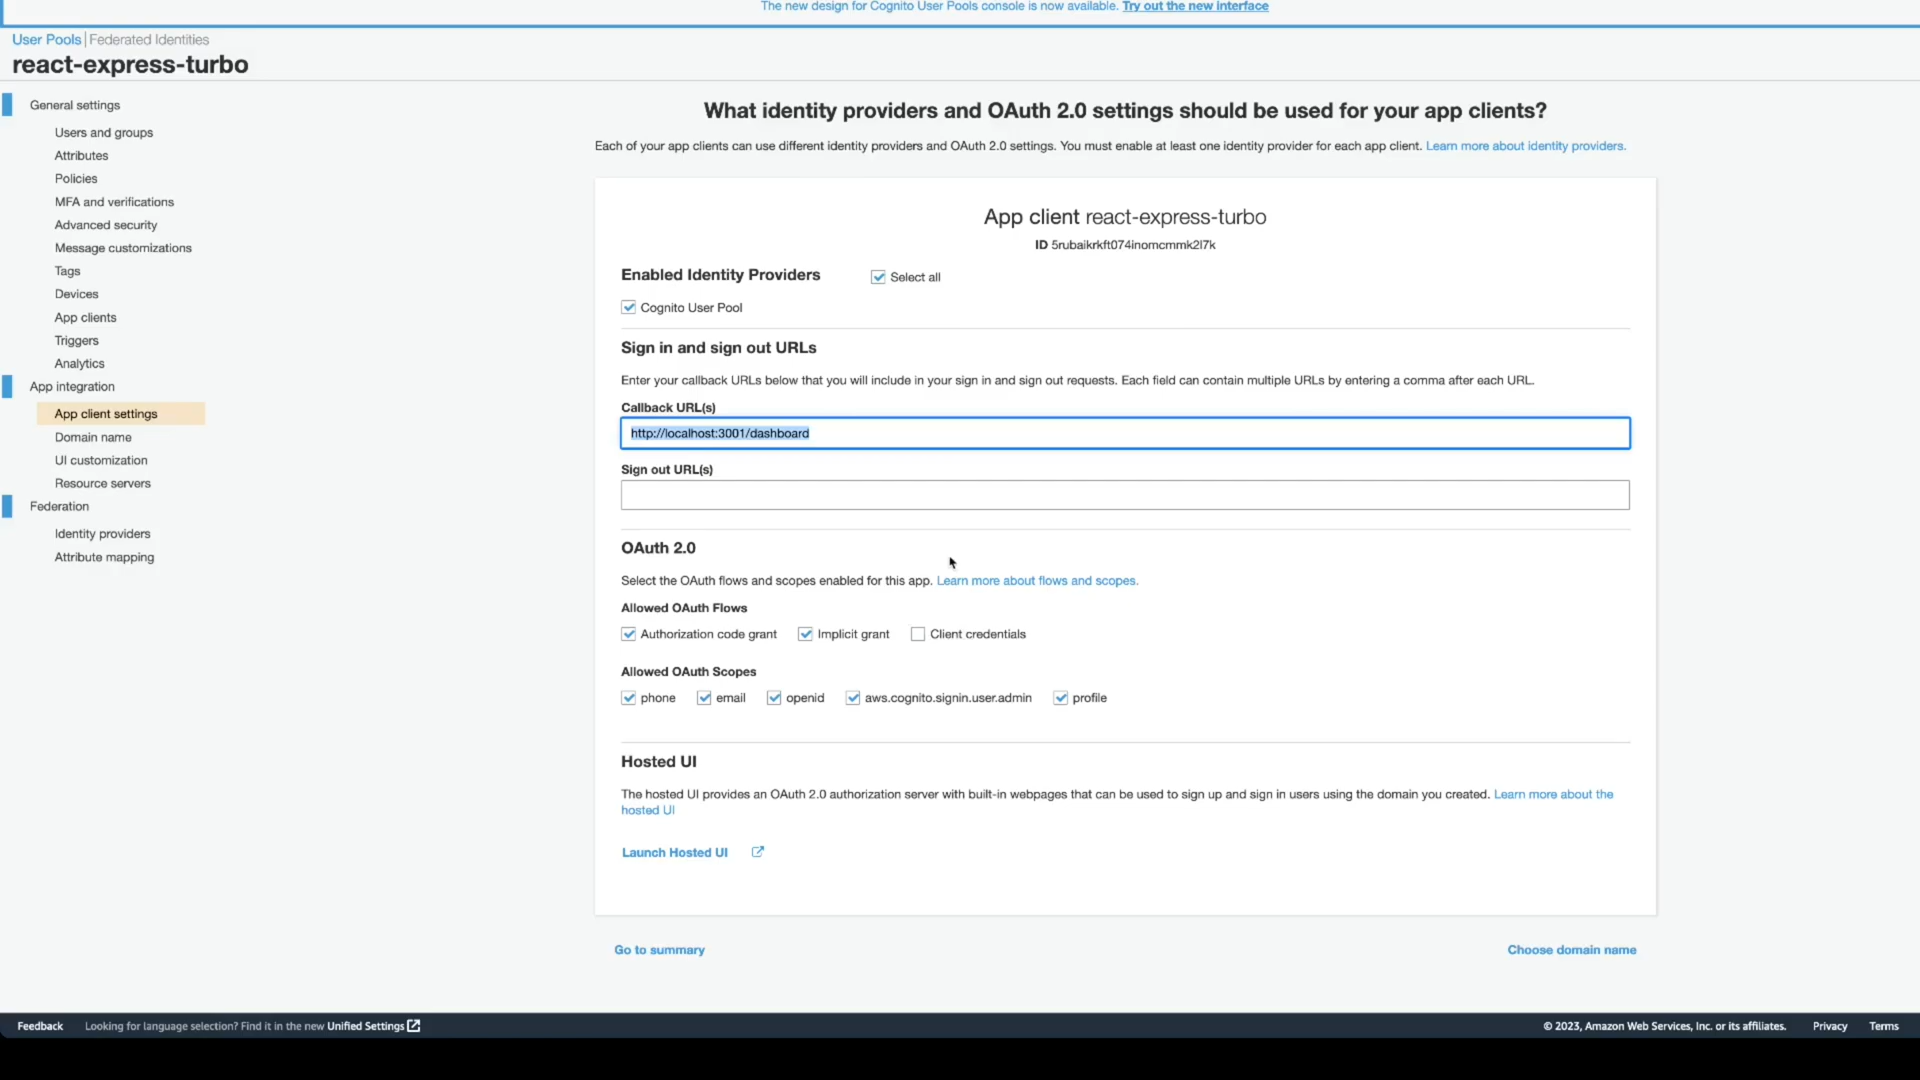 The new design for Cognito User Pools console is now available. Try out the new interface
User Pools | Federated Identities
react-express-turbo
General settings
Users and groups
Attributes
Policies
MFA and verifications
Advanced security
Message customizations
Tags
Devices
App clients
Triggers
Analytics
App integration
App client settings
Domain name
UI customization
Resource servers
Federation
Identity providers
Attribute mapping
What identity providers and OAuth 2.0 settings should be used for your app clients?
Each of your app clients can use different identity providers and OAuth 2.0 settings. You must enable at least one identity provider for each app client. Learn more about identity providers.
App client react-express-turbo
ID 5rubaikrkft074inomcmmk2l7k
Enabled Identity Providers Select all
Cognito User Pool
Sign in and sign out URLs
Enter your callback URLs below that you will include in your sign in and sign out requests. Each field can contain multiple URLs by entering a comma after each URL.
Callback URL(s)
http://localhost:3001/dashboard
Sign out URL(s)
OAuth 2.0
Select the OAuth flows and scopes enabled for this app. Learn more about flows and scopes.
Allowed OAuth Flows
Authorization code grant Implicit grant Client credentials
Allowed OAuth Scopes
phone email openid aws.cognito.signin.user.admin profile
Hosted UI
The hosted UI provides an OAuth 2.0 authorization server with built-in webpages that can be used to sign up and sign in users using the domain you created. Learn more about the
hosted UI
Launch Hosted UI
Go to summary Choose domain name
Feedback Looking for language selection? Find it in the new Unified Settings © 2023, Amazon Web Services, Inc. or its affiliates. Privacy Terms